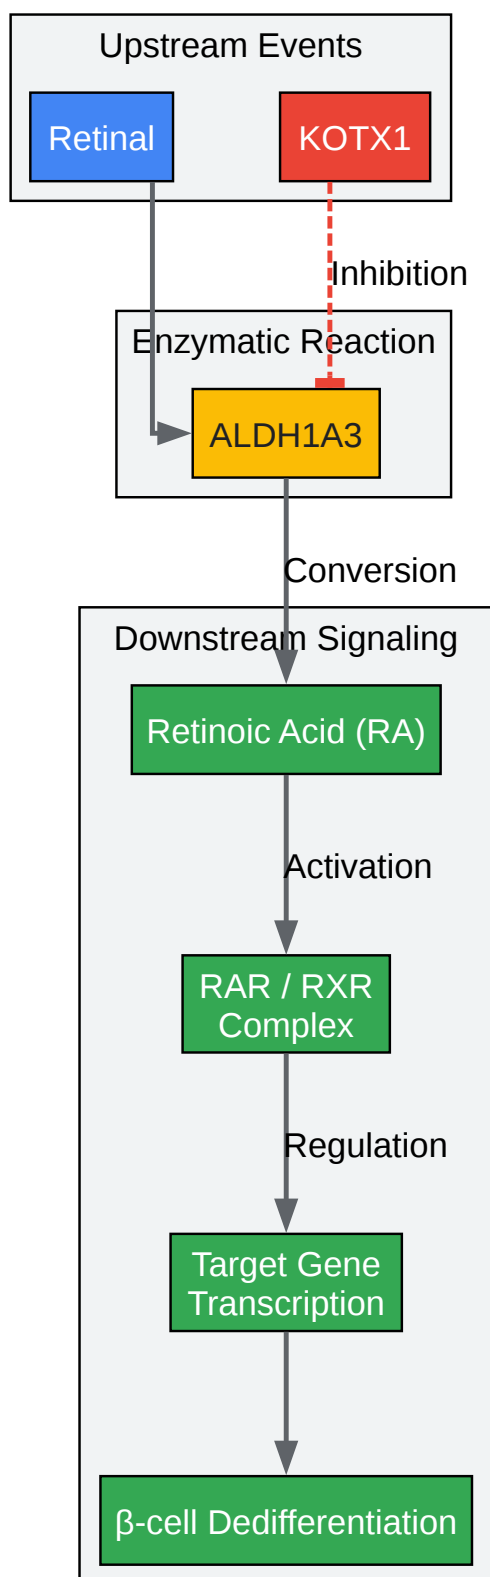 Upstream Events
Retinal
KOTX1
Inhibition
Enzymatic Reaction
ALDH1A3
Conversion
Downstream Signaling
Retinoic Acid (RA)
Activation
RAR / RXR
Complex
Regulation
Target Gene
Transcription
β-cell Dedifferentiation